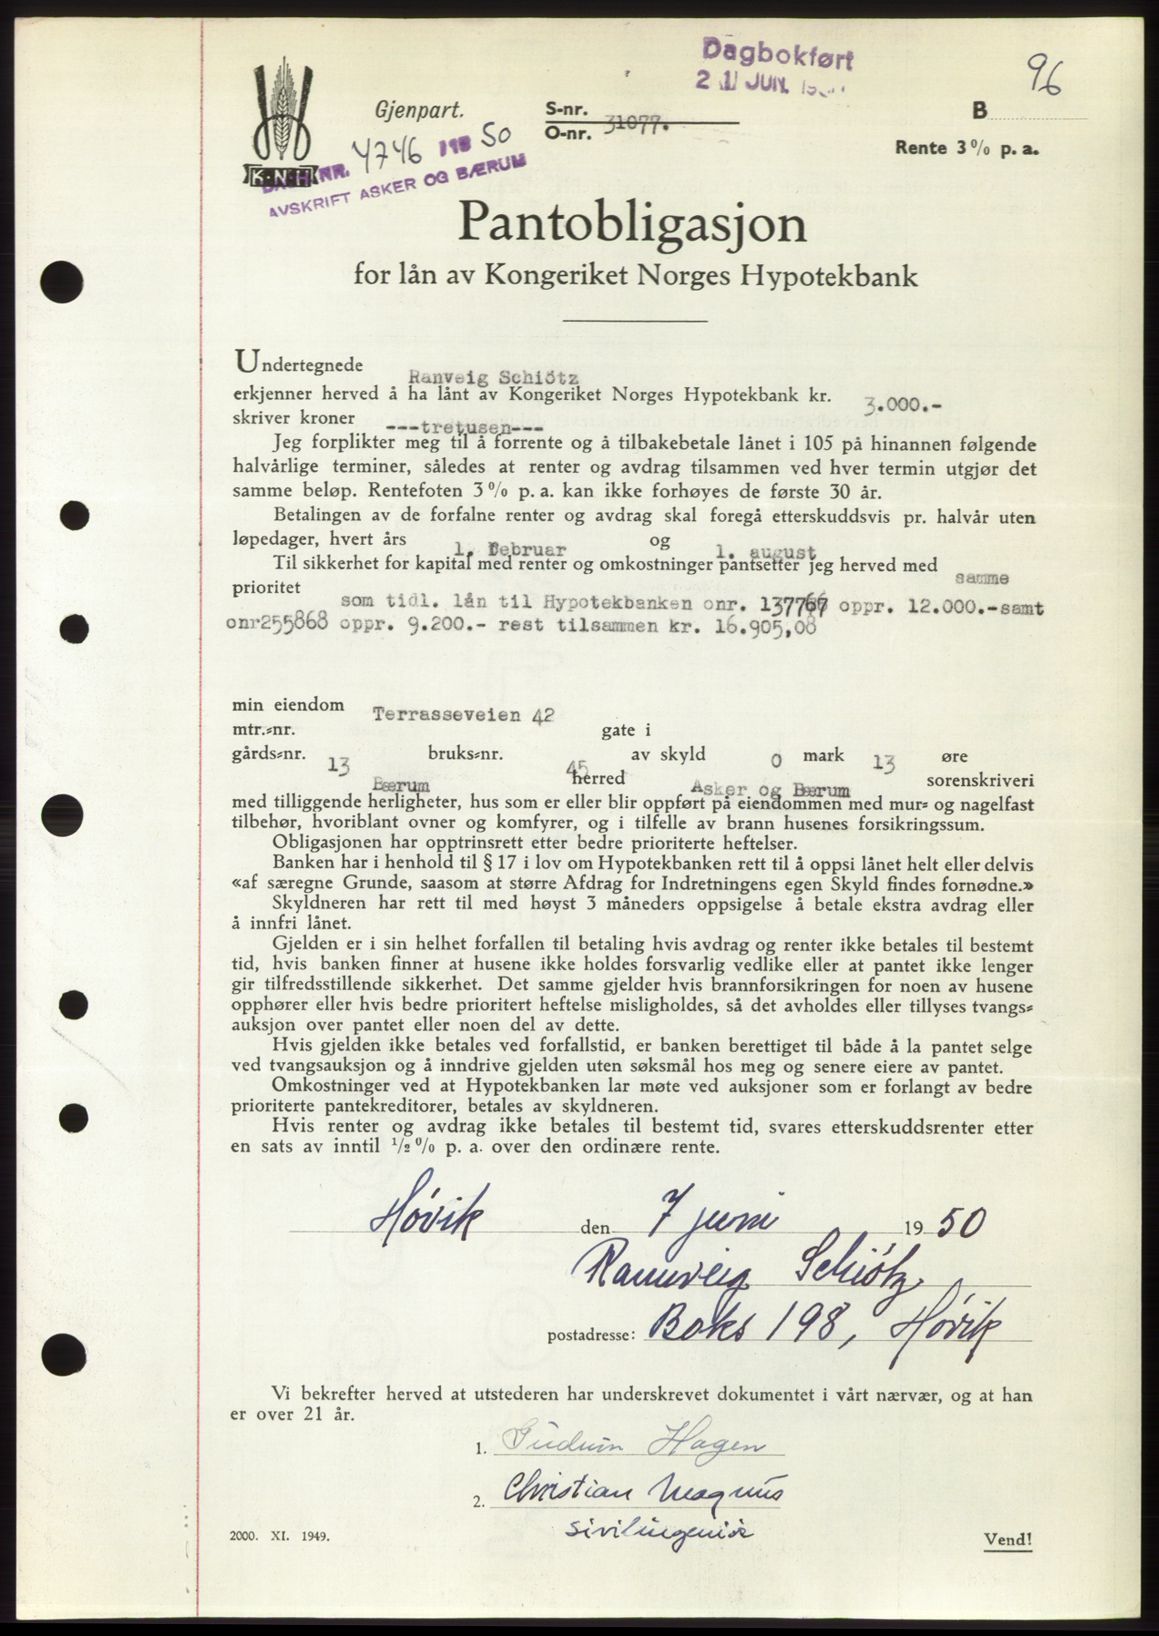 Dagbokført
2 1 JUN. 19
96
Gjenpart.
S-nr.
O-nr. 31077.
B
Rente 3 % p. a.
K·N·H
NR. 4746 / 19 50
AVSKRIFT ASKER OG BÆRUM
Pantobligasjon
for lån av Kongeriket Norges Hypotekbank
Undertegnede Ranveig Schiötz
erkjenner herved å ha lånt av Kongeriket Norges Hypotekbank kr. 3.000.-
skriver kroner ---tretusen---
Jeg forplikter meg til å forrente og å tilbakebetale lånet i 105 på hinannen følgende
halvårlige terminer, således at renter og avdrag tilsammen ved hver termin utgjør det
samme beløp. Rentefoten 3 % p. a. kan ikke forhøyes de første 30 år.
Betalingen av de forfalne renter og avdrag skal foregå etterskuddsvis pr. halvår uten
løpedager, hvert års 1. februar og 1. august
Til sikkerhet for kapital med renter og omkostninger pantsetter jeg herved med
prioritet samme
som tidl. lån til Hypotekbanken onr. 137767 oppr. 12.000.-samt
onr255868 oppr. 9.200.- rest tilsammen kr. 16.905,08
min eiendom Terrasseveien 42
mtr.-nr. gate i
gårds-nr. 13 bruks-nr. 45 av skyld 0 mark 13 øre
Bærum herred Asker og Bærum sorenskriveri
med tilliggende herligheter, hus som er eller blir oppført på eiendommen med mur- og nagelfast
tilbehør, hvoriblant ovner og komfyrer, og i tilfelle av brann husenes forsikringssum.
Obligasjonen har opptrinsrett etter bedre prioriterte heftelser.
Banken har i henhold til § 17 i lov om Hypotekbanken rett til å oppsi lånet helt eller delvis
«af særegne Grunde, saasom at større Afdrag for Indretningens egen Skyld findes fornødne.»
Skyldneren har rett til med høyst 3 måneders oppsigelse å betale ekstra avdrag eller
å innfri lånet.
Gjelden er i sin helhet forfallen til betaling hvis avdrag og renter ikke betales til bestemt
tid, hvis banken finner at husene ikke holdes forsvarlig vedlike eller at pantet ikke lenger
gir tilfredsstillende sikkerhet. Det samme gjelder hvis brannforsikringen for noen av husene
opphører eller hvis bedre prioritert heftelse misligholdes, så det avholdes eller tillyses tvangs-
auksjon over pantet eller noen del av dette.
Hvis gjelden ikke betales ved forfallstid, er banken berettiget til både å la pantet selge
ved tvangsauksjon og å inndrive gjelden uten søksmål hos meg og senere eiere av pantet.
Omkostninger ved at Hypotekbanken lar møte ved auksjoner som er forlangt av bedre
prioriterte pantekreditorer, betales av skyldneren.
Hvis renter og avdrag ikke betales til bestemt tid, svares etterskuddsrenter etter
en sats av inntil 1/2 % p. a. over den ordinære rente.
Høvik den 7 juni 1950
Rannveig Schiøtz
postadresse: Boks 198, Høvik
Vi bekrefter herved at utstederen har underskrevet dokumentet i vårt nærvær, og at han
er over 21 år.
1. Gudrun Hagen
2. Christian Magnus
sivilingeniør
2000. XI. 1949.
Vend!